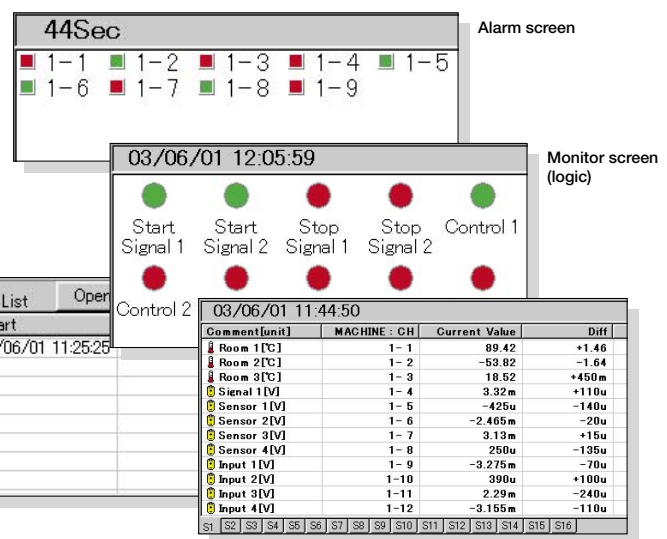 44Sec
Alarm screen
1-1 1-2 1-3 1-4 1-5
1-6 1-7 1-8 1-9
03/06/01 12:05:59
Monitor screen
(logic)
Start Signal 1
Start Signal 2
Stop Signal 1
Stop Signal 2
Control 1
Control 2
List Open
art
/06/01 11:25:25
03/06/01 11:44:50
Comment[unit] MACHINE : CH Current Value Diff
Room 1[℃] 1- 1 89.42 +1.46
Room 2[℃] 1- 2 -53.82 -1.64
Room 3[℃] 1- 3 18.52 +450m
Signal 1[V] 1- 4 3.32m +110u
Sensor 1[V] 1- 5 -425u -140u
Sensor 2[V] 1- 6 -2.465m -20u
Sensor 3[V] 1- 7 3.13m +15u
Sensor 4[V] 1- 8 250u -135u
Input 1[V] 1- 9 -3.275m -70u
Input 2[V] 1-10 390u +100u
Input 3[V] 1-11 2.29m -240u
Input 4[V] 1-12 -3.155m -110u
S1 S2 S3 S4 S5 S6 S7 S8 S9 S10 S11 S12 S13 S14 S15 S16